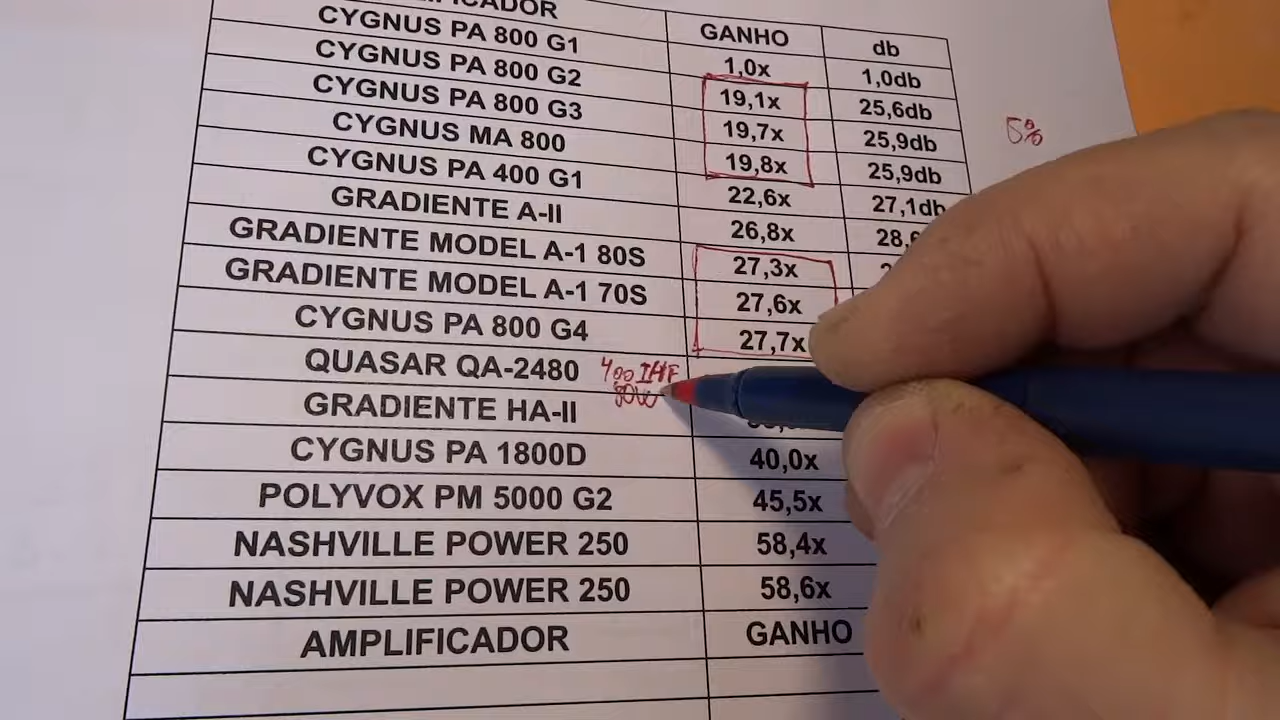 GANHO db
CYGNUS PA 800 G1 1,0x 1,0db
CYGNUS PA 800 G2 19,1x 25,6db
CYGNUS PA 800 G3 19,7x 25,9db 5%
CYGNUS MA 800 19,8x 25,9db
CYGNUS PA 400 G1 22,6x 27,1db
GRADIENTE A-II 26,8x
GRADIENTE MODEL A-1 80S 27,3x
GRADIENTE MODEL A-1 70S 27,6x
CYGNUS PA 800 G4 27,7x
QUASAR QA-2480 400 IHF
80W
GRADIENTE HA-II
CYGNUS PA 1800D 40,0x
POLYVOX PM 5000 G2 45,5x
NASHVILLE POWER 250 58,4x
NASHVILLE POWER 250 58,6x
AMPLIFICADOR GANHO